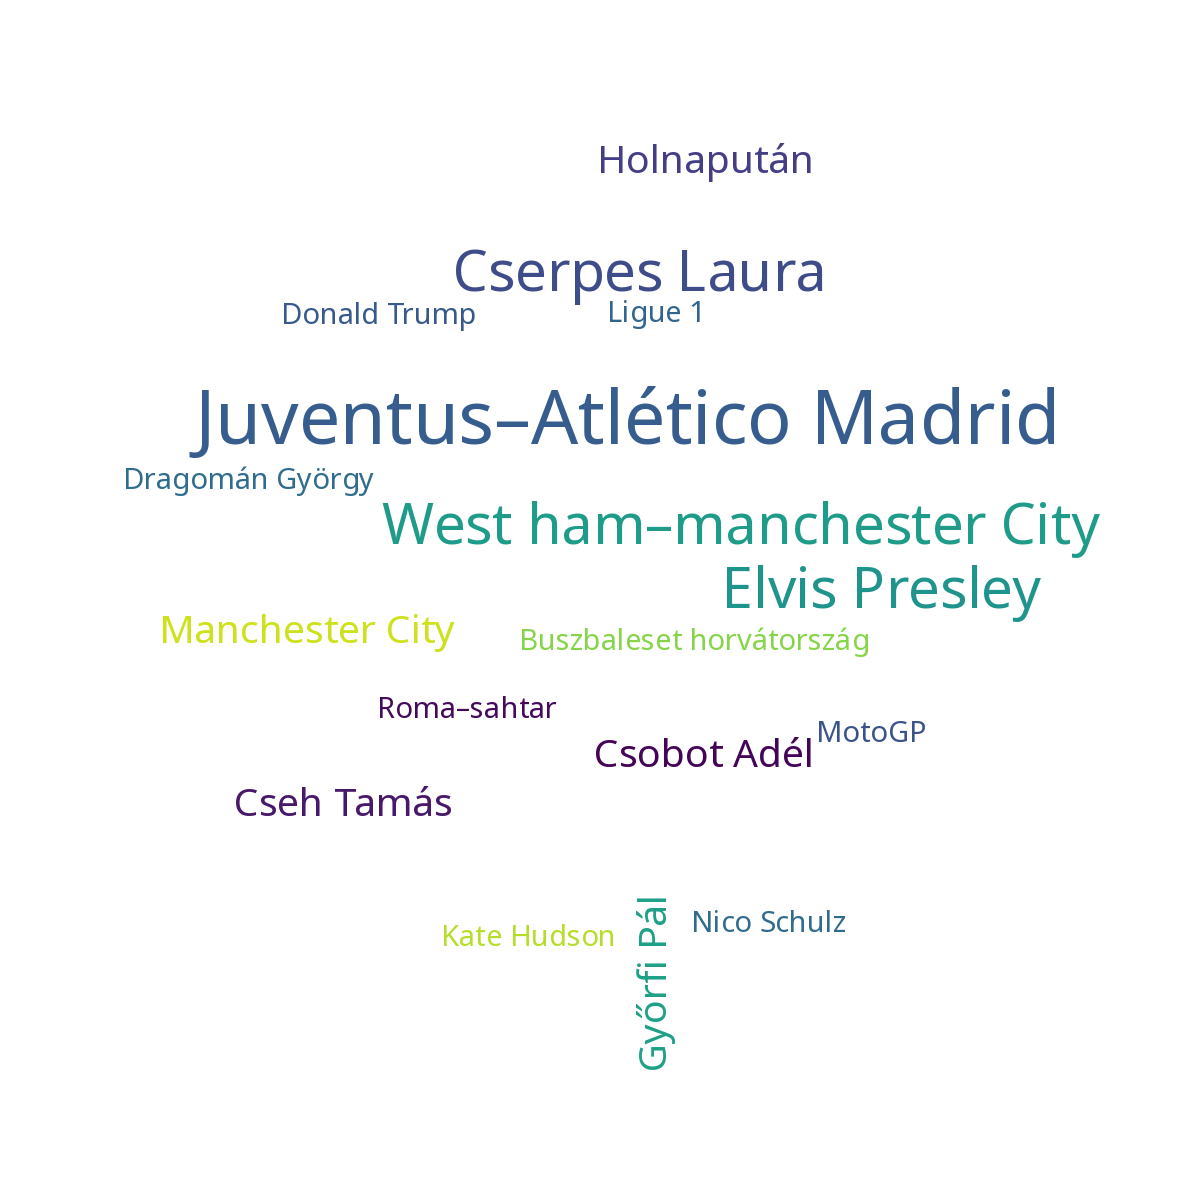 Holnapután
Cserpes Laura
Donald Trump
Ligue 1
Juventus–Atlético Madrid
Dragomán György
West ham–manchester City
Elvis Presley
Manchester City
Buszbaleset horvátország
Roma–sahtar
MotoGP
Csobot Adél
Cseh Tamás
Kate Hudson
Győrfi Pál
Nico Schulz